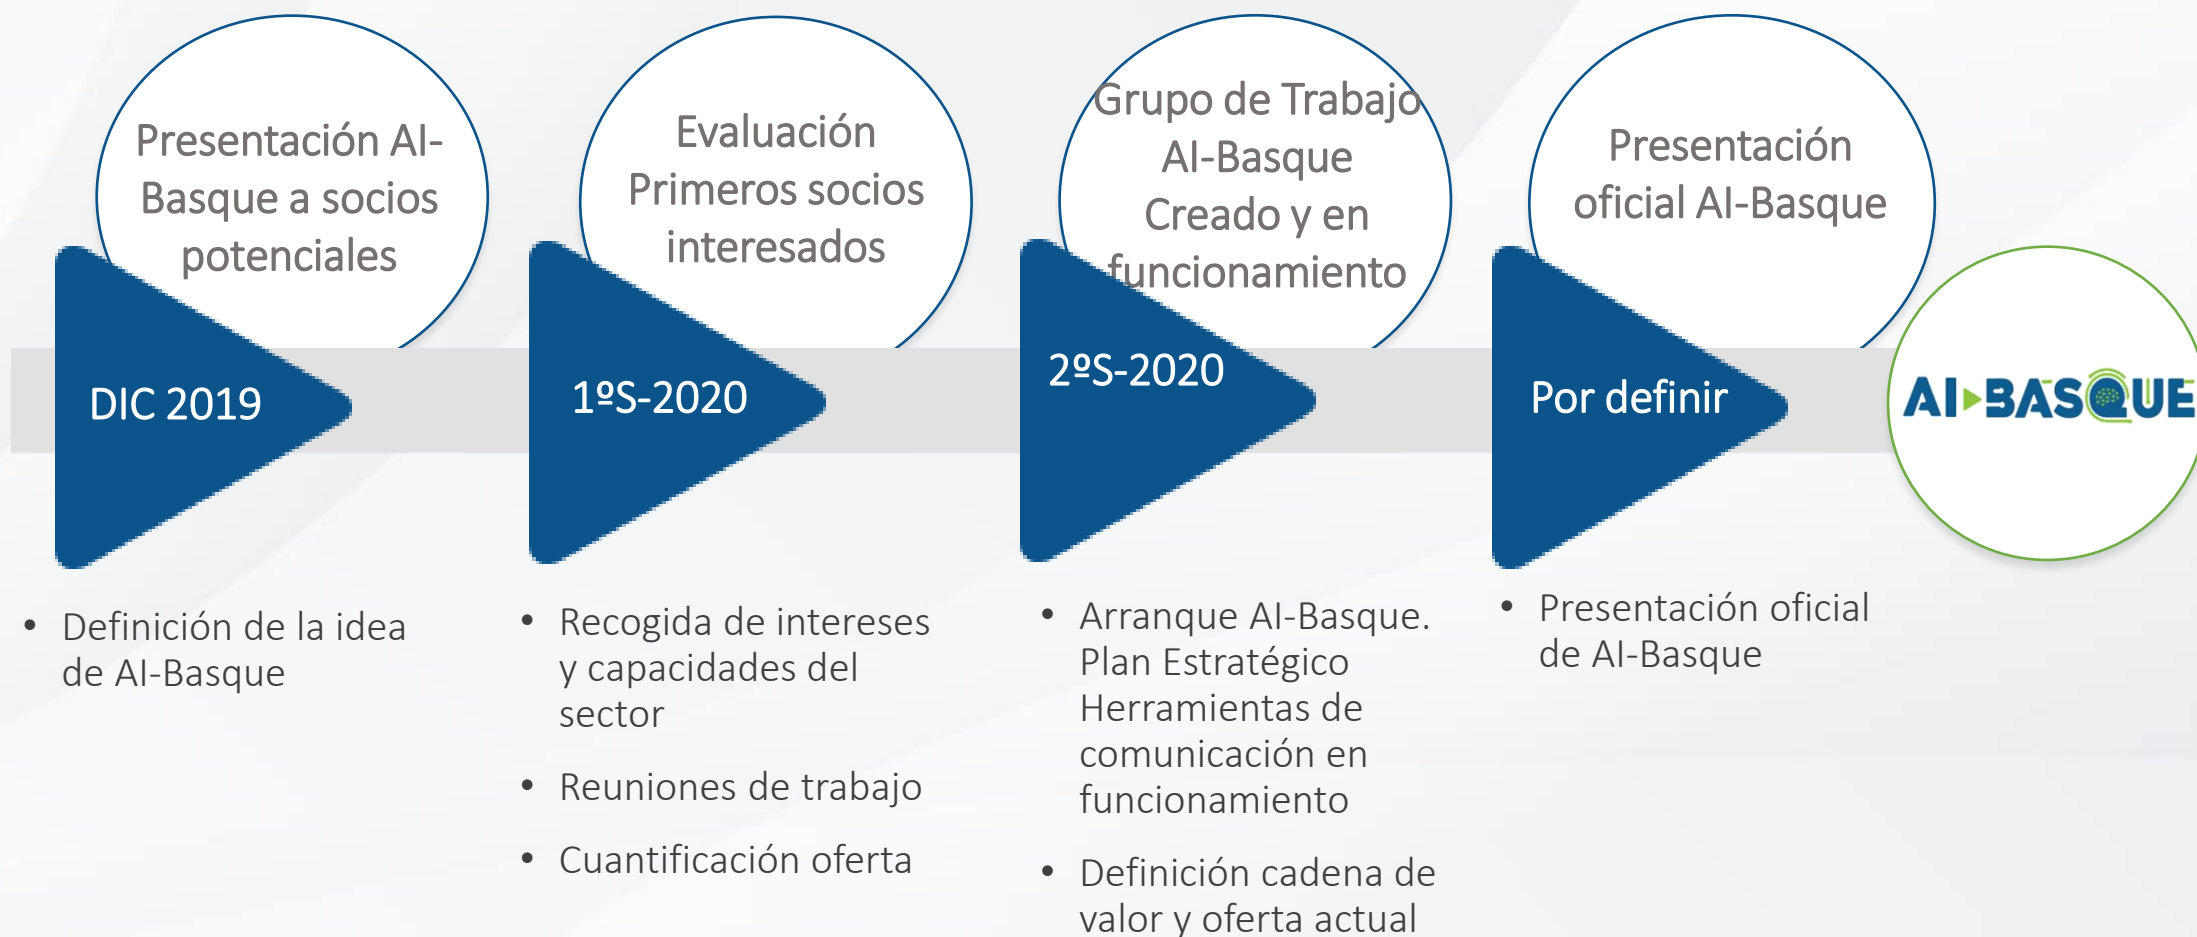 Presentación AI-
Basque a socios
potenciales
DIC 2019
• Definición de la idea
de AI-Basque
Evaluación
Primeros socios
interesados
1ºS-2020
• Recogida de intereses
y capacidades del
sector
• Reuniones de trabajo
• Cuantificación oferta
Grupo de Trabajo
AI-Basque
Creado y en
funcionamiento
2ºS-2020
• Arranque AI-Basque.
Plan Estratégico
Herramientas de
comunicación en
funcionamiento
• Definición cadena de
valor y oferta actual
Presentación
oficial AI-Basque
Por definir
• Presentación oficial
de AI-Basque
AI BASQUE